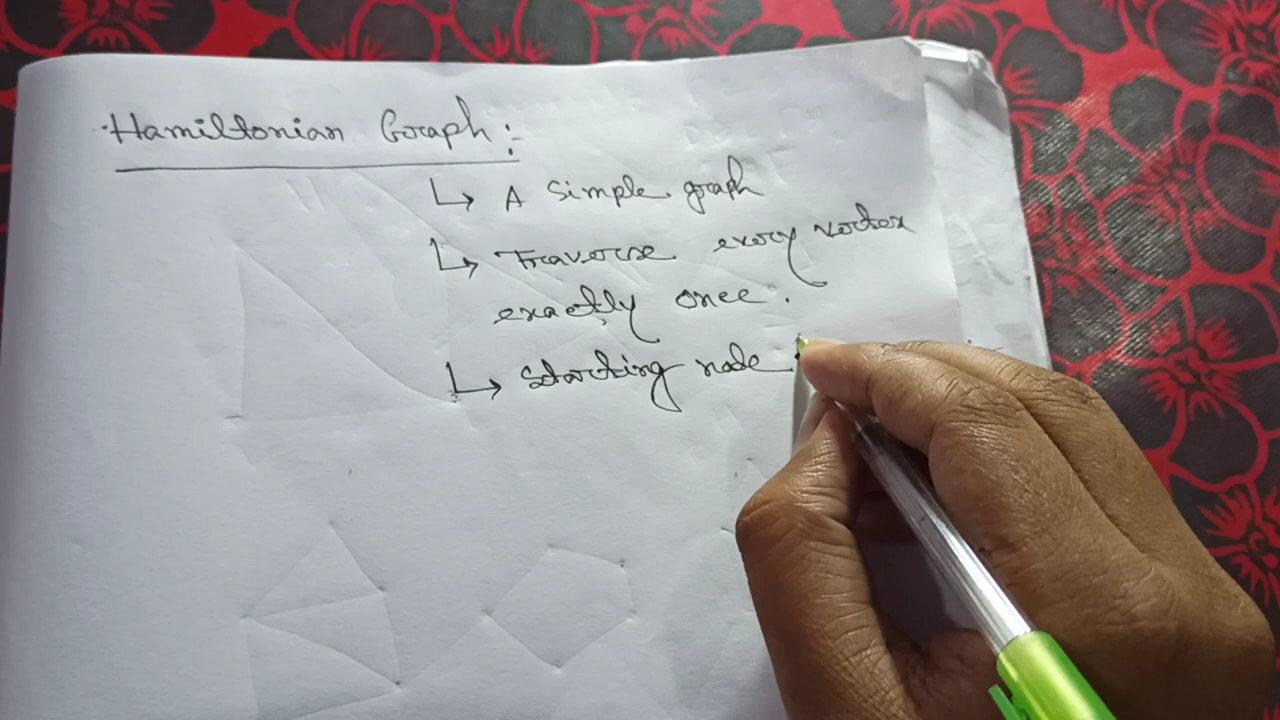 Hamiltonian Graph:
↳ A simple graph
↳ Traverse every vertex
exactly once.
↳ Starting node